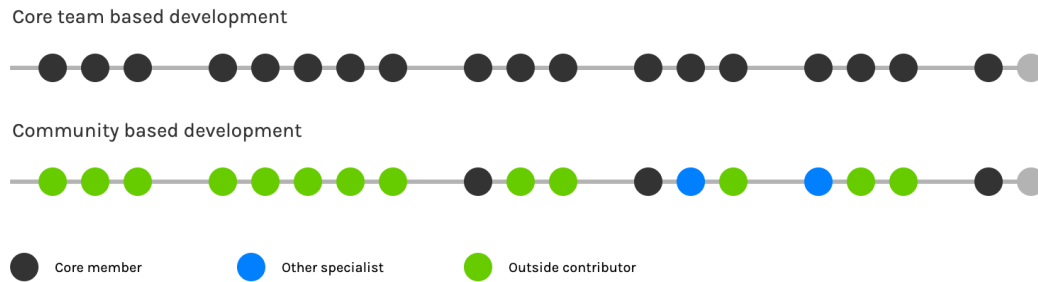 Core team based development
Community based development
Core member
Other specialist
Outside contributor